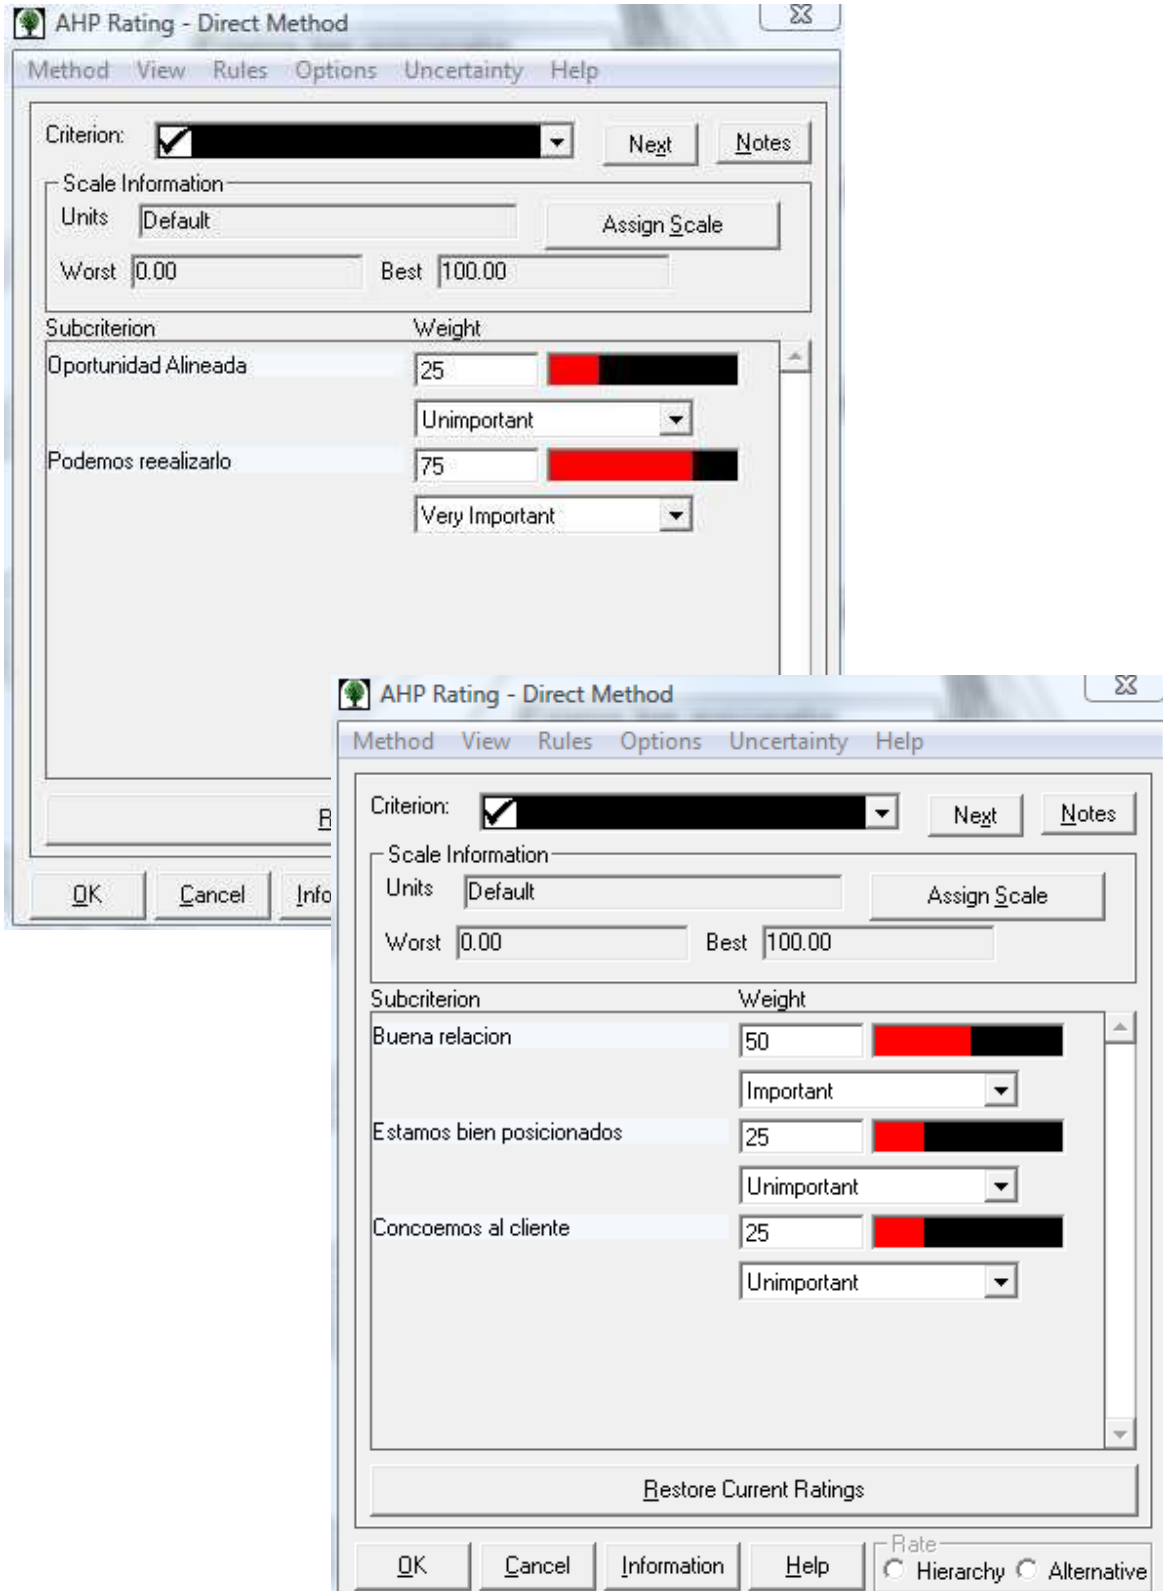 AHP Rating - Direct Method
Method View Rules Options Uncertainty Help
Criterion: Next Notes
Scale Information
Units Default Assign Scale
Worst 0.00 Best 100.00
Subcriterion Weight
Oportunidad Alineada 25
Unimportant
Podemos reealizarlo 75
Very Important
OK Cancel
AHP Rating - Direct Method
Method View Rules Options Uncertainty Help
Criterion: Next Notes
Scale Information
Units Default Assign Scale
Worst 0.00 Best 100.00
Subcriterion Weight
Buena relacion 50
Important
Estamos bien posicionados 25
Unimportant
Concoemos al cliente 25
Unimportant
Restore Current Ratings
Rate
OK Cancel Information Help Hierarchy Alternative